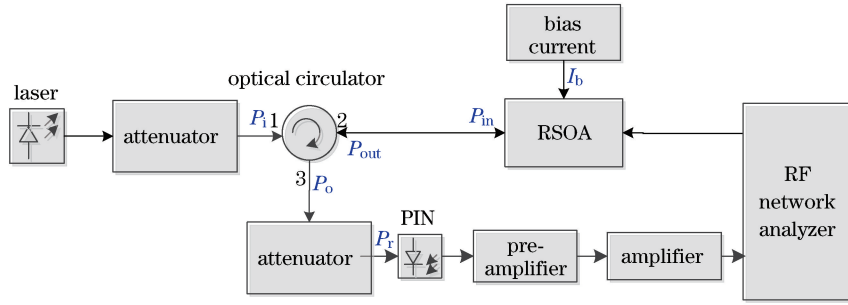 bias
current
I_b
optical circulator
laser
attenuator
P_i
1
2
P_out
P_in
RSOA
3
P_o
RF
network
analyzer
attenuator
P_r
PIN
pre-
amplifier
amplifier